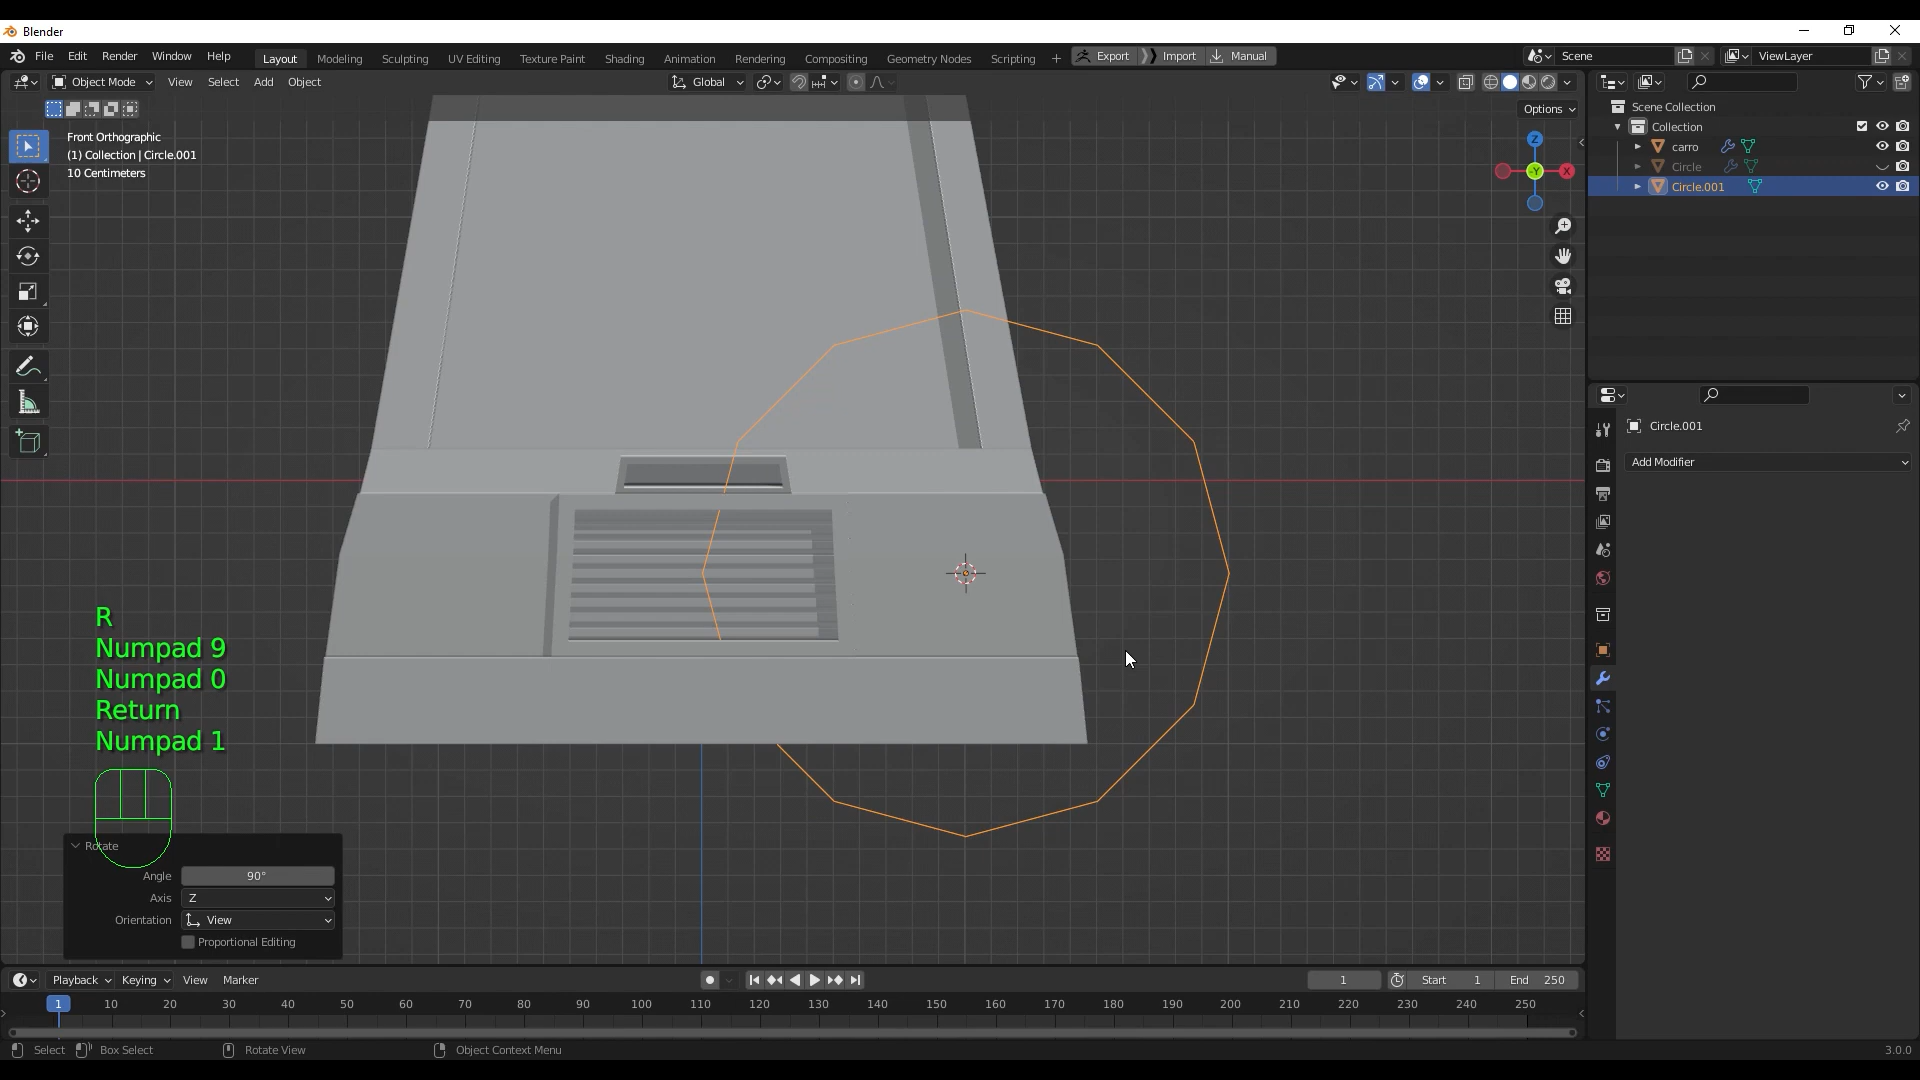 Blender
File Edit Render Window Help Layout Modeling Sculpting UV Editing Texture Paint Shading Animation Rendering Compositing Geometry Nodes Scripting + Export Import Manual Scene ViewLayer
Object Mode View Select Add Object Global
Options
Front Orthographic
(1) Collection | Circle.001
10 Centimeters
Z
-Y
X
Scene Collection
Collection
carro
Circle
Circle.001
Circle.001
Add Modifier
R
Numpad 9
Numpad 0
Return
Numpad 1
Rotate
Angle 90°
Axis Z
Orientation View
Proportional Editing
Playback Keying View Marker 1 Start 1 End 250
1 10 20 30 40 50 60 70 80 90 100 110 120 130 140 150 160 170 180 190 200 210 220 230 240 250
Select Box Select Rotate View Object Context Menu 3.0.0